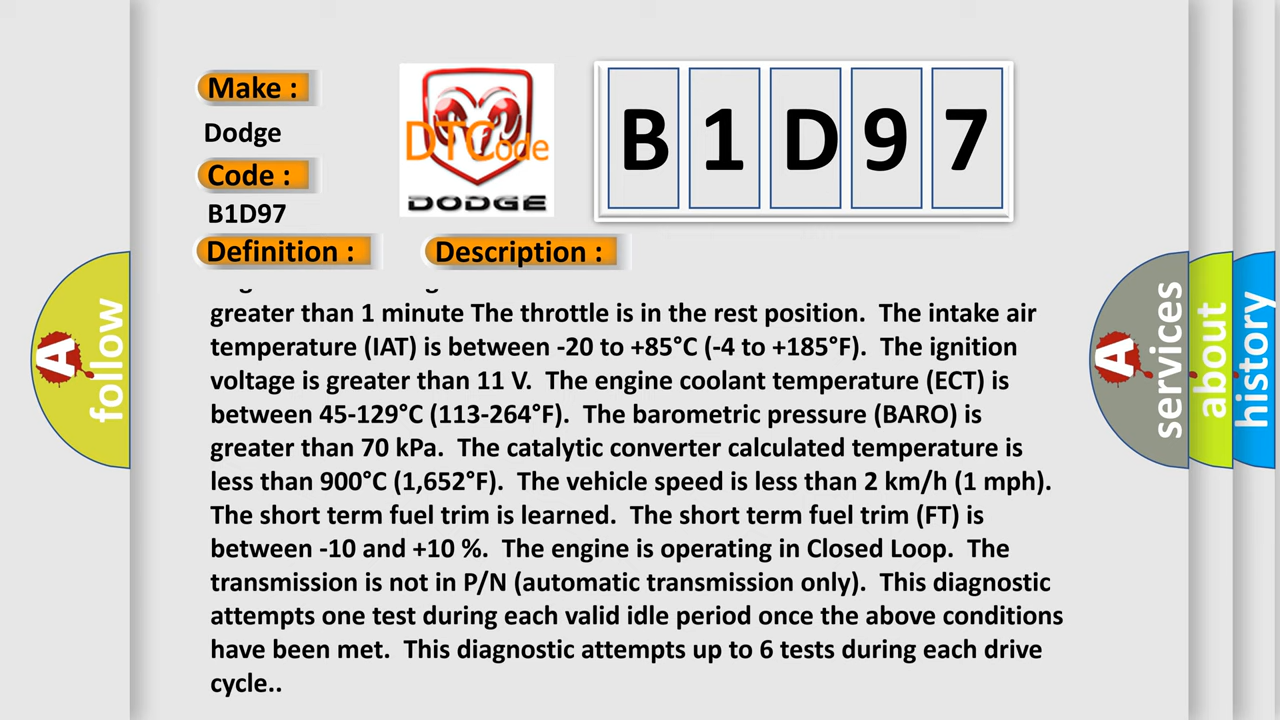 Make :
Dodge
Code :
B1D97
DTCode
DODGE
B 1 D 9 7
Definition :
Description :
greater than 1 minute The throttle is in the rest position.  The intake air
temperature (IAT) is between -20 to +85°C (-4 to +185°F).  The ignition
voltage is greater than 11 V.  The engine coolant temperature (ECT) is
between 45-129°C (113-264°F).  The barometric pressure (BARO) is
greater than 70 kPa.  The catalytic converter calculated temperature is
less than 900°C (1,652°F).  The vehicle speed is less than 2 km/h (1 mph).
The short term fuel trim is learned.  The short term fuel trim (FT) is
between -10 and +10 %.  The engine is operating in Closed Loop.  The
transmission is not in P/N (automatic transmission only).  This diagnostic
attempts one test during each valid idle period once the above conditions
have been met.  This diagnostic attempts up to 6 tests during each drive
cycle..
A follow
A services
about
history